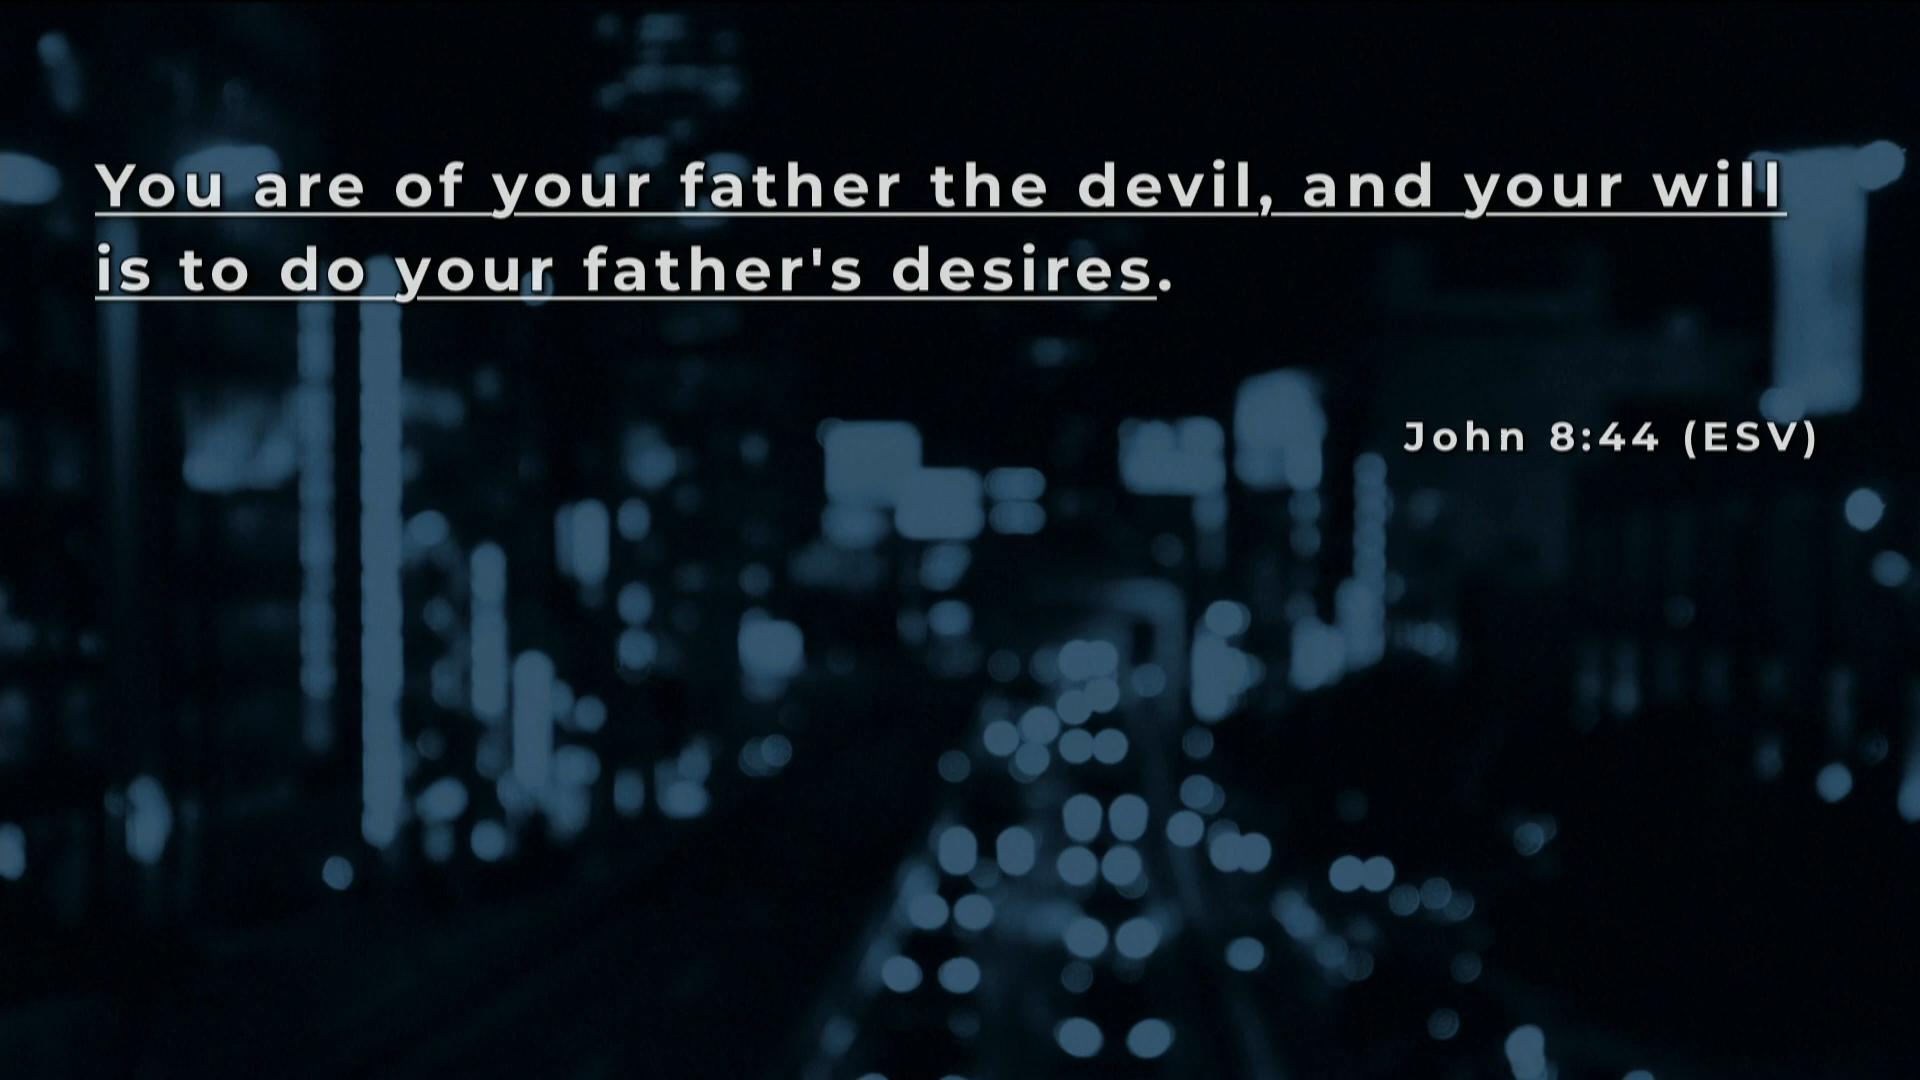 You are of your father the devil, and your will
is to do your father's desires.
John 8:44 (ESV)